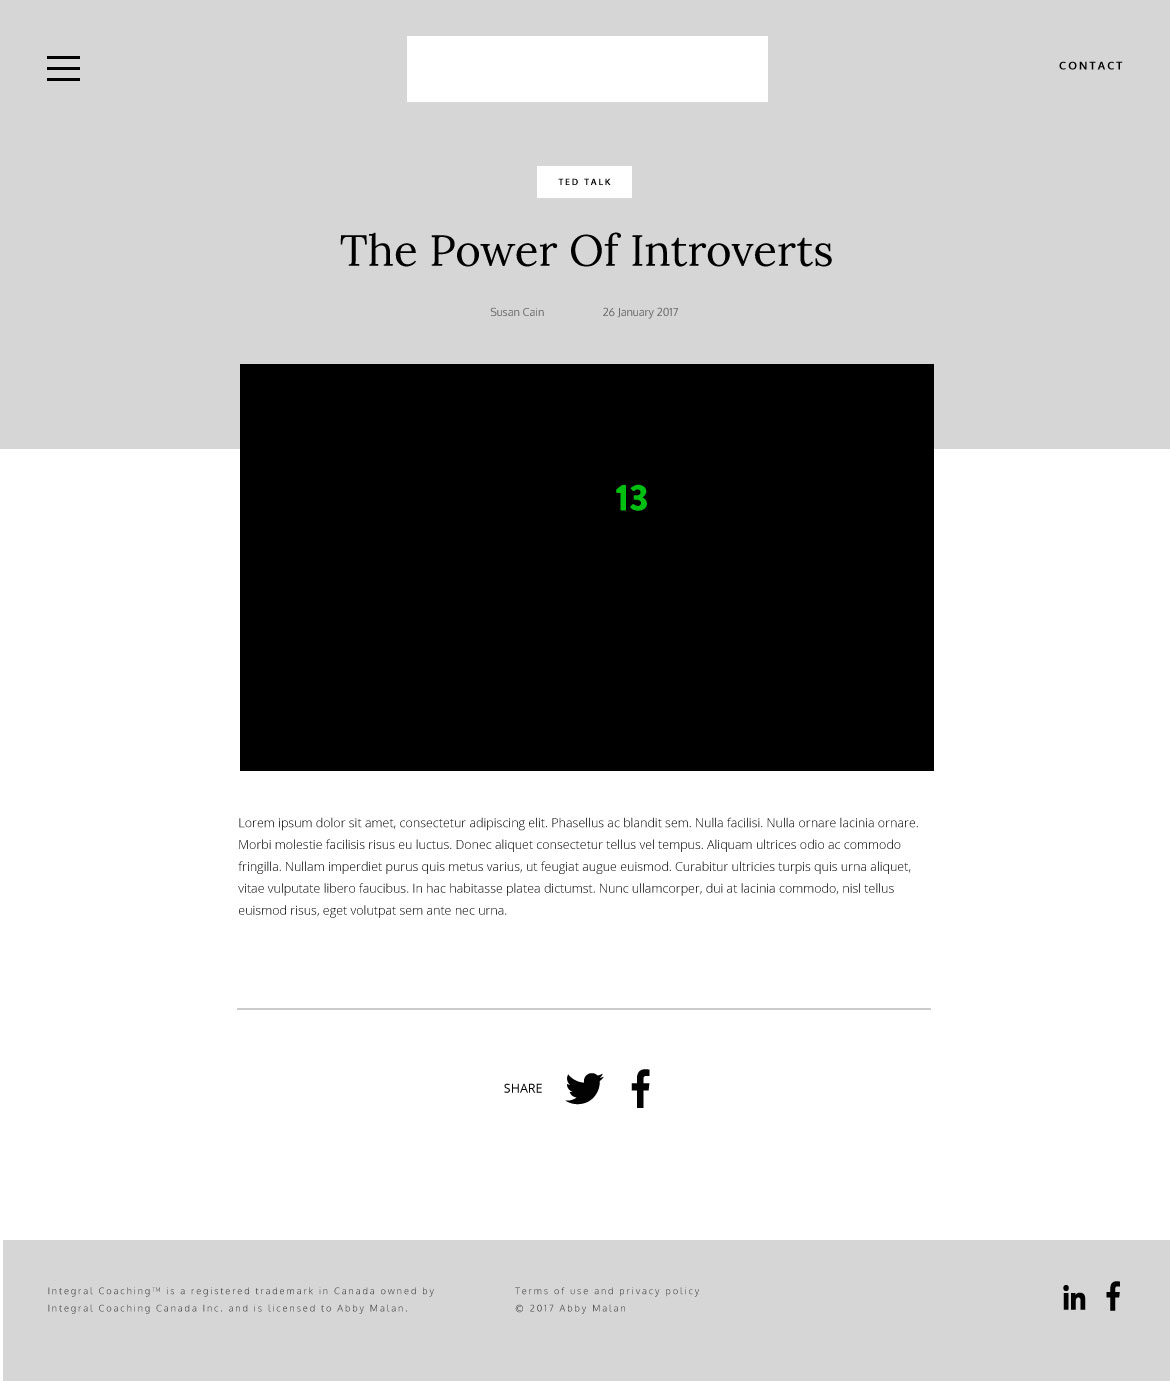 CONTACT
TED TALK
The Power Of Introverts
Susan Cain 26 January 2017
13
Lorem ipsum dolor sit amet, consectetur adipiscing elit. Phasellus ac blandit sem. Nulla facilisi. Nulla ornare lacinia ornare.
Morbi molestie facilisis risus eu luctus. Donec aliquet consectetur tellus vel tempus. Aliquam ultrices odio ac commodo
fringilla. Nullam imperdiet purus quis metus varius, ut feugiat augue euismod. Curabitur ultricies turpis quis urna aliquet,
vitae vulputate libero faucibus. In hac habitasse platea dictumst. Nunc ullamcorper, dui at lacinia commodo, nisl tellus
euismod risus, eget volutpat sem ante nec urna.
SHARE
Integral Coaching™ is a registered trademark in Canada owned by
Integral Coaching Canada Inc. and is licensed to Abby Malan.
Terms of use and privacy policy
© 2017 Abby Malan